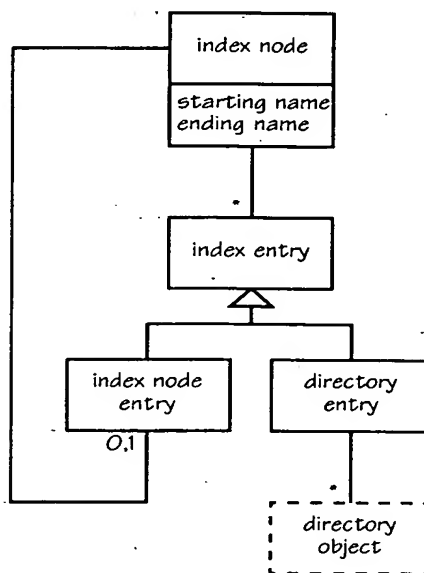 index node
starting name
ending name
*
index entry
index node
entry
0,1
directory
entry
*
directory
object